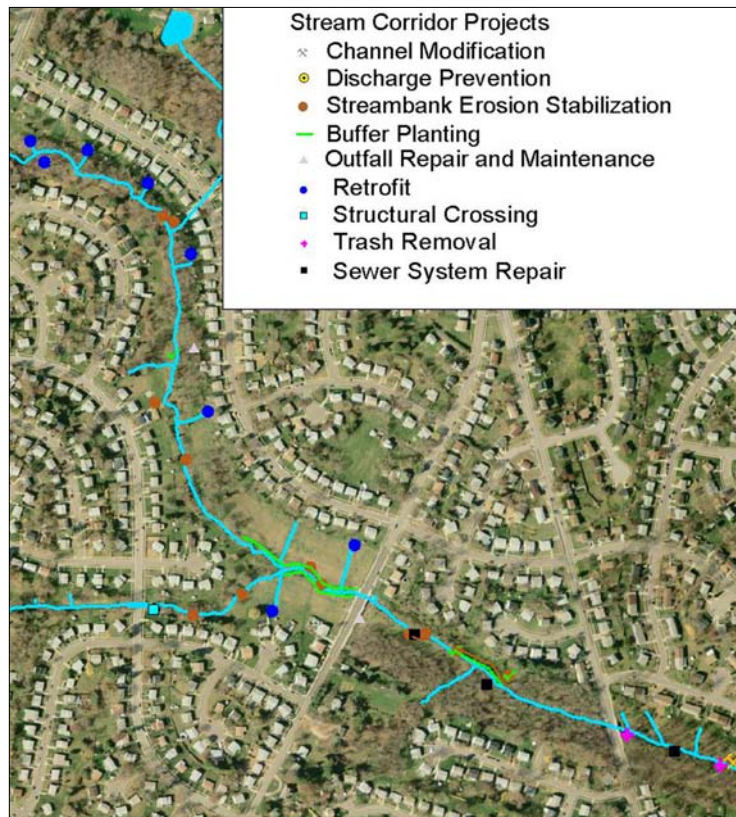 Stream Corridor Projects
Channel Modification
Discharge Prevention
Streambank Erosion Stabilization
Buffer Planting
Outfall Repair and Maintenance
Retrofit
Structural Crossing
Trash Removal
Sewer System Repair